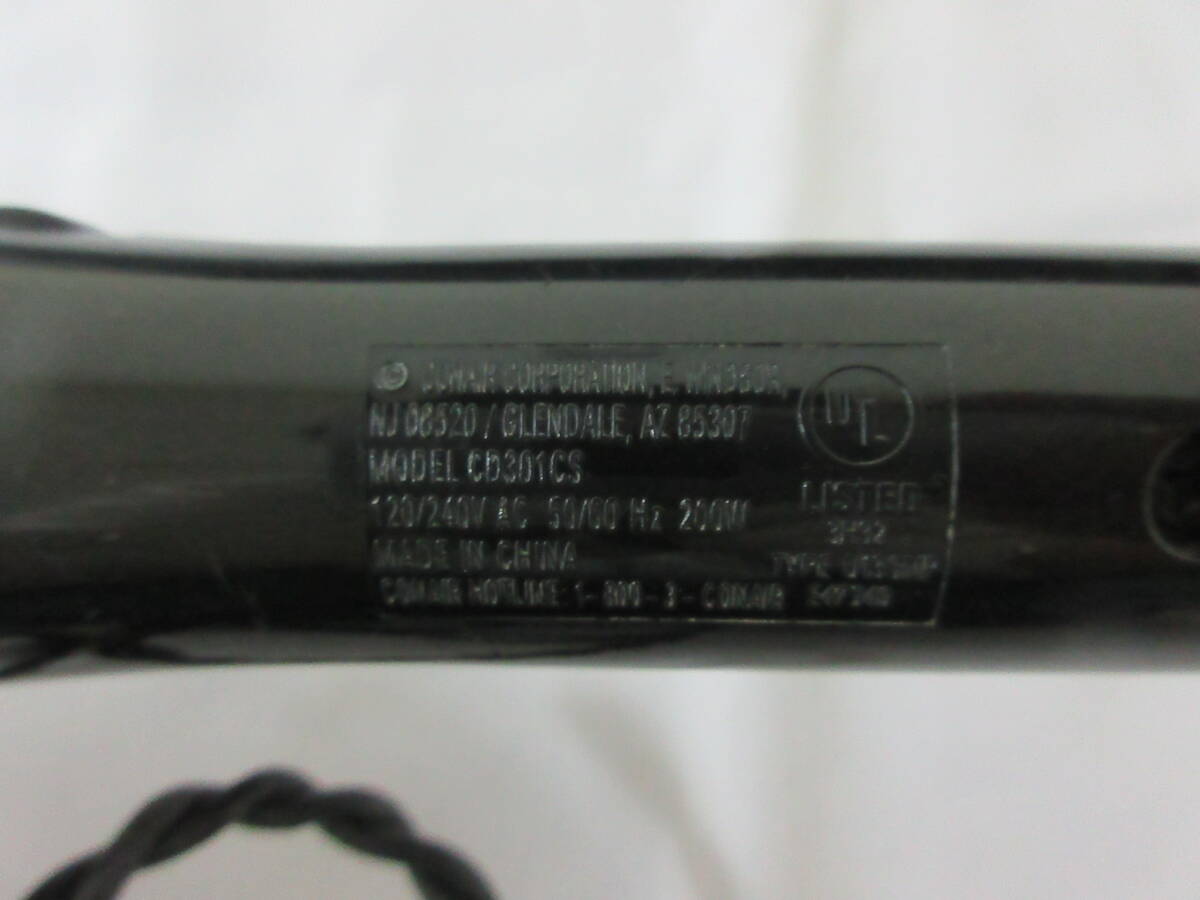 © CONAIR CORPORATION, E. WINDSOR,
NJ 08520 / GLENDALE, AZ 85307
MODEL CD301CS
120/240V AC 50/60 Hz 200W
MADE IN CHINA
CONAIR HOTLINE 1-800-3-CONAIR
UL
LISTED
TYPE